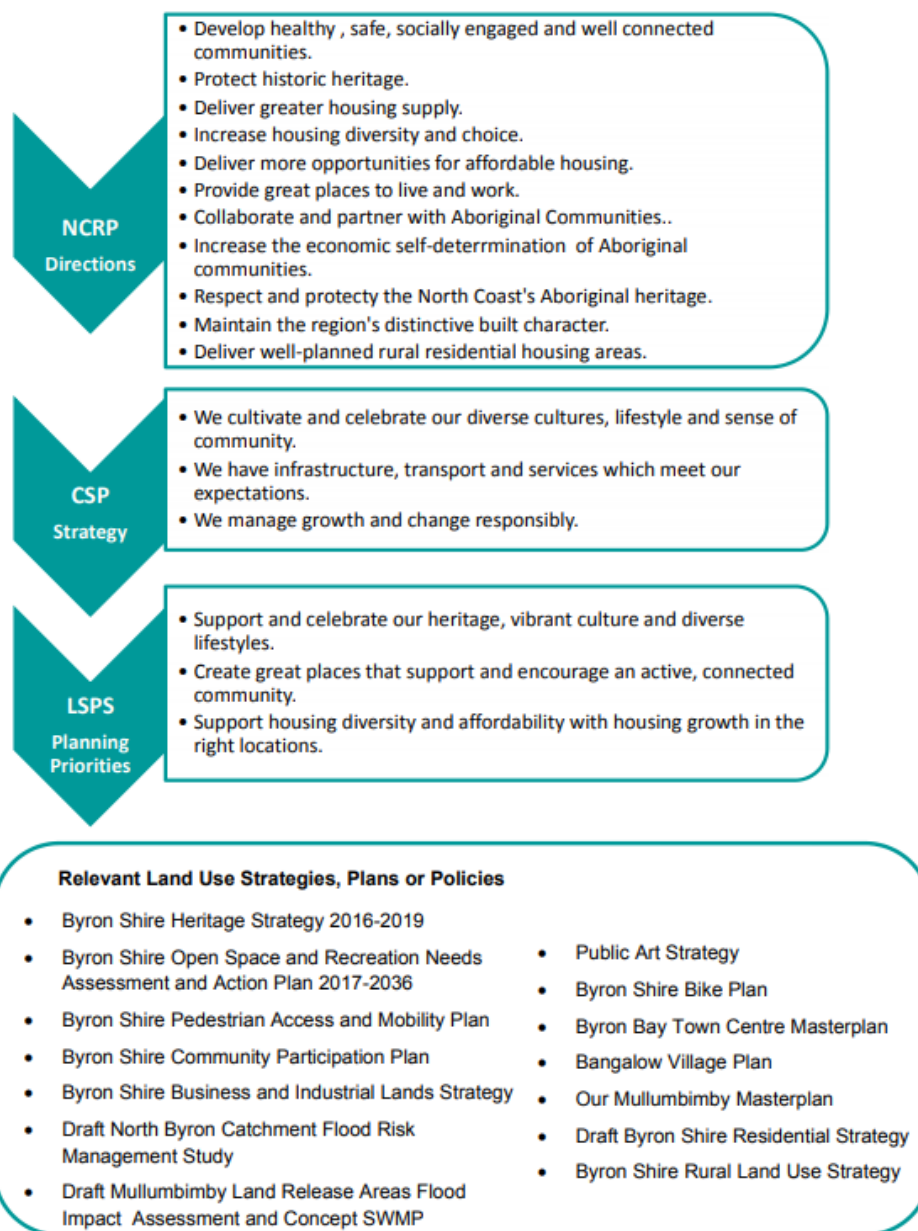 NCRP
Directions
• Develop healthy , safe, socially engaged and well connected
communities.
• Protect historic heritage.
• Deliver greater housing supply.
• Increase housing diversity and choice.
• Deliver more opportunities for affordable housing.
• Provide great places to live and work.
• Collaborate and partner with Aboriginal Communities..
• Increase the economic self-deterrmination of Aboriginal
communities.
• Respect and protecty the North Coast's Aboriginal heritage.
• Maintain the region's distinctive built character.
• Deliver well-planned rural residential housing areas.
CSP
Strategy
• We cultivate and celebrate our diverse cultures, lifestyle and sense of
community.
• We have infrastructure, transport and services which meet our
expectations.
• We manage growth and change responsibly.
LSPS
Planning
Priorities
• Support and celebrate our heritage, vibrant culture and diverse
lifestyles.
• Create great places that support and encourage an active, connected
community.
• Support housing diversity and affordability with housing growth in the
right locations.
Relevant Land Use Strategies, Plans or Policies
• Byron Shire Heritage Strategy 2016-2019
• Byron Shire Open Space and Recreation Needs
Assessment and Action Plan 2017-2036
• Byron Shire Pedestrian Access and Mobility Plan
• Byron Shire Community Participation Plan
• Byron Shire Business and Industrial Lands Strategy
• Draft North Byron Catchment Flood Risk
Management Study
• Draft Mullumbimby Land Release Areas Flood
Impact Assessment and Concept SWMP
• Public Art Strategy
• Byron Shire Bike Plan
• Byron Bay Town Centre Masterplan
• Bangalow Village Plan
• Our Mullumbimby Masterplan
• Draft Byron Shire Residential Strategy
• Byron Shire Rural Land Use Strategy